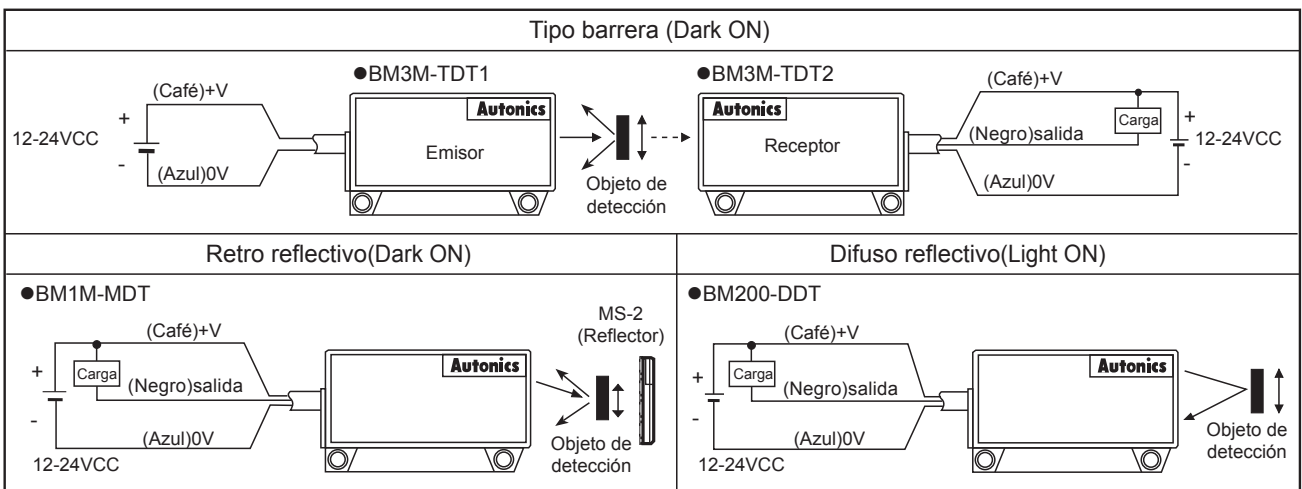 Tipo barrera (Dark ON)
●BM3M-TDT1
●BM3M-TDT2
(Café)+V
+
12-24VCC
-
(Azul)0V
Autonics
Emisor
Objeto de
detección
Autonics
Receptor
(Café)+V
Carga
(Negro)salida
+
12-24VCC
-
(Azul)0V
Retro reflectivo(Dark ON)
●BM1M-MDT
(Café)+V
+
Carga
(Negro)salida
-
(Azul)0V
12-24VCC
Autonics
MS-2
(Reflector)
Objeto de
detección
Difuso reflectivo(Light ON)
●BM200-DDT
(Café)+V
+
Carga
(Negro)salida
-
(Azul)0V
12-24VCC
Autonics
Objeto de
detección